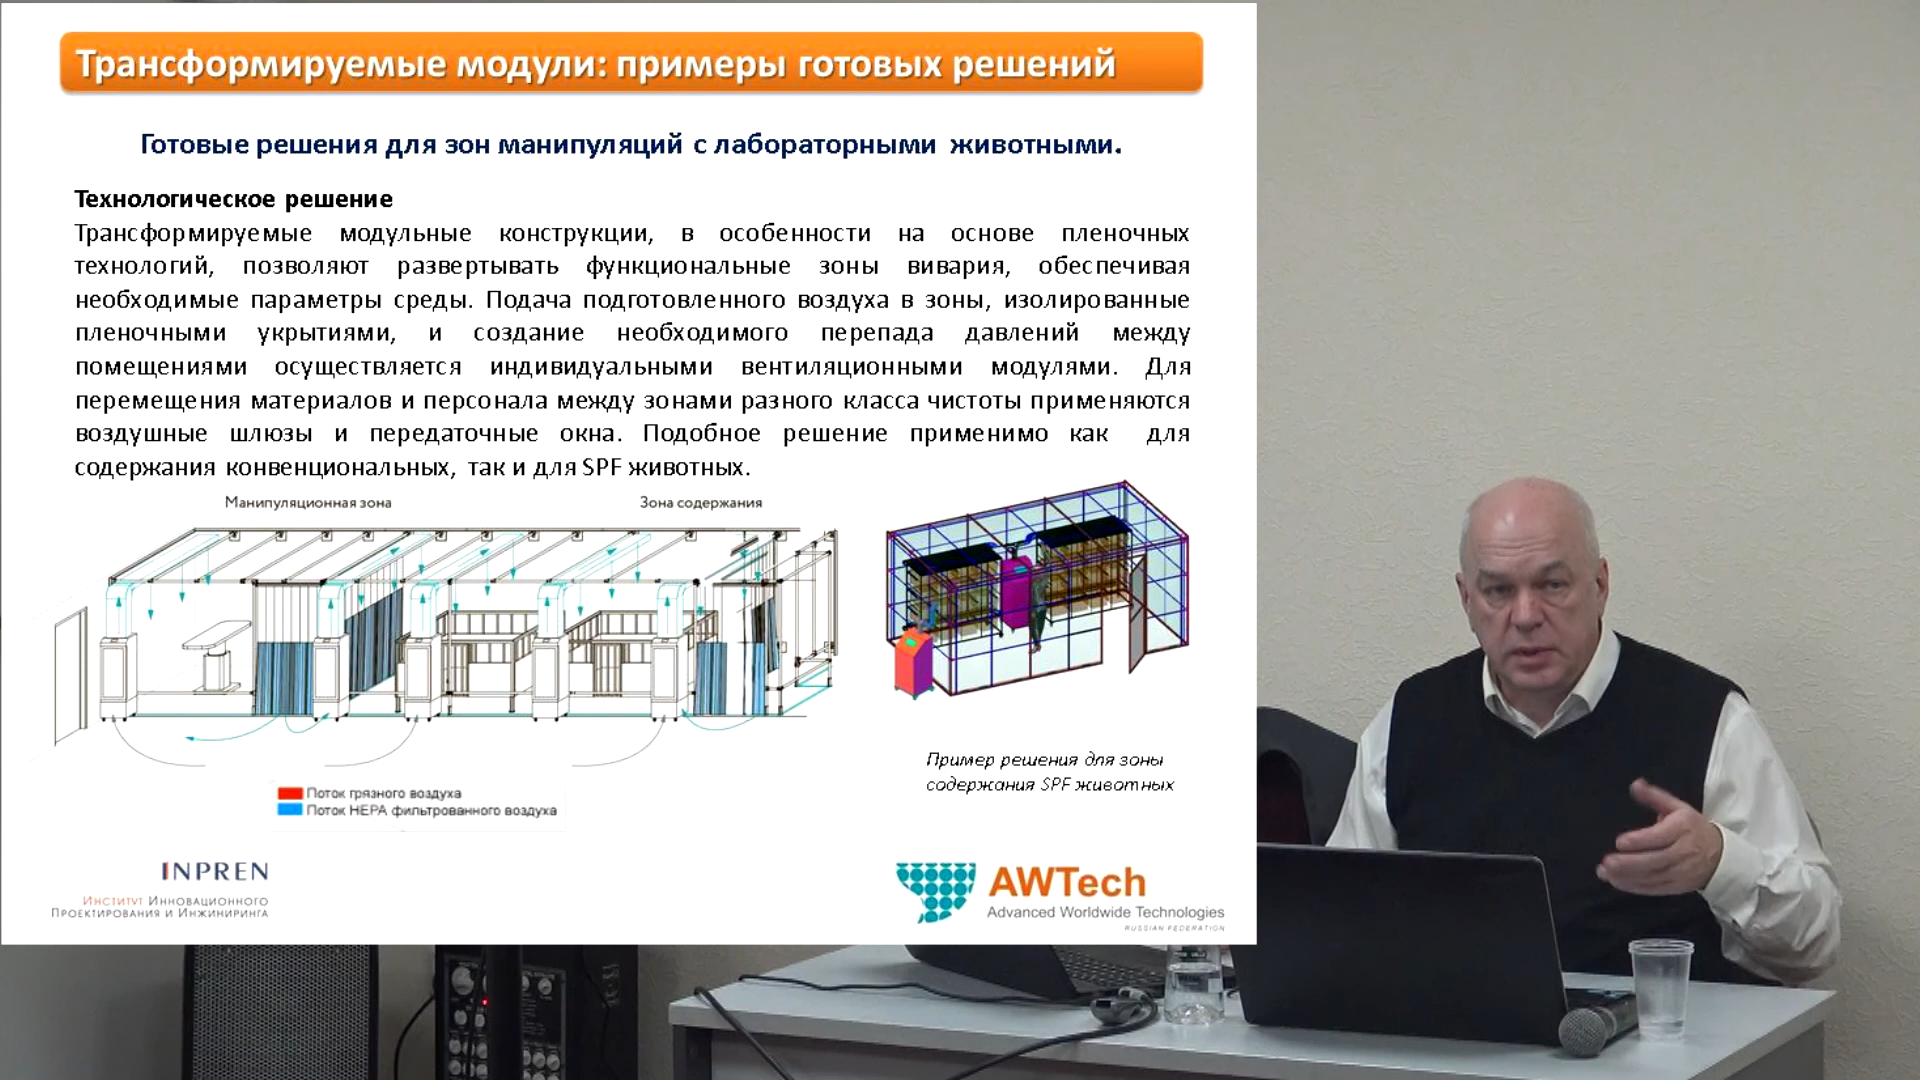 Трансформируемые модули: примеры готовых решений
Готовые решения для зон манипуляций с лабораторными животными.
Технологическое решение
Трансформируемые модульные конструкции, в особенности на основе пленочных
технологий, позволяют развертывать функциональные зоны вивария, обеспечивая
необходимые параметры среды. Подача подготовленного воздуха в зоны, изолированные
пленочными укрытиями, и создание необходимого перепада давлений между
помещениями осуществляется индивидуальными вентиляционными модулями. Для
перемещения материалов и персонала между зонами разного класса чистоты применяются
воздушные шлюзы и передаточные окна. Подобное решение применимо как для
содержания конвенциональных, так и для SPF животных.
Манипуляционная зона
Зона содержания
Пример решения для зоны
содержания SPF животных
Поток грязного воздуха
Поток HEPA фильтрованного воздуха
INPREN
Институт Инновационного
Проектирования и Инжиниринга
AWTech
Advanced Worldwide Technologies
RUSSIAN FEDERATION